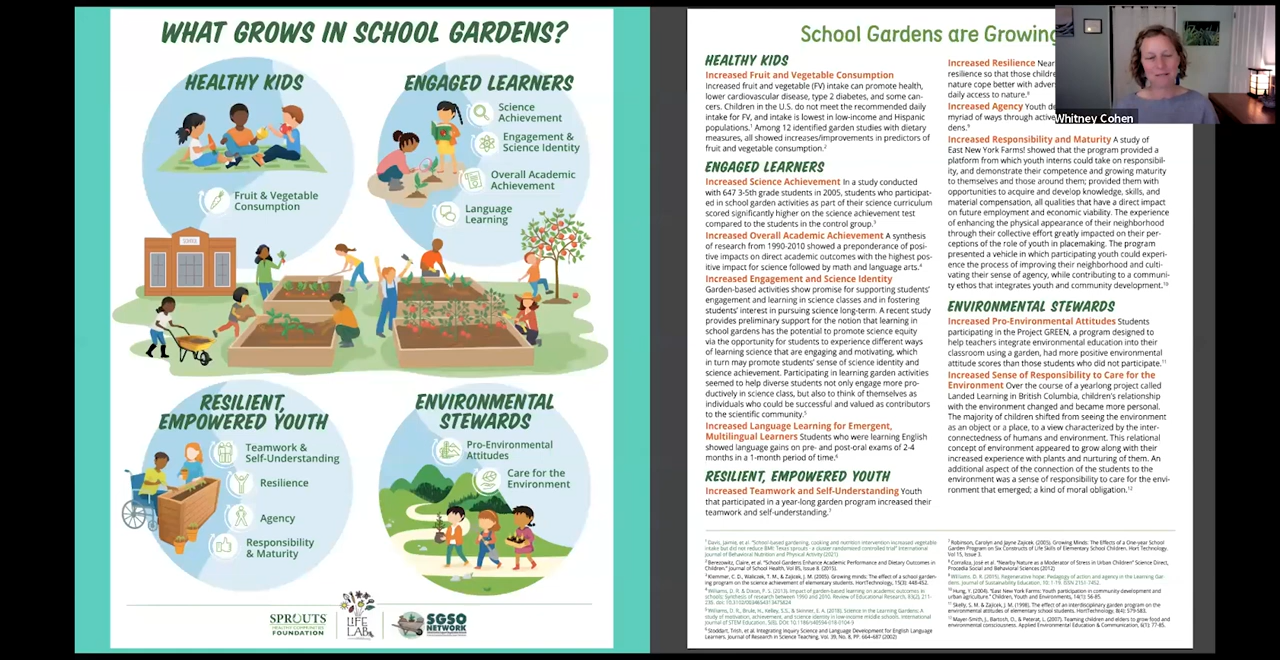 WHAT GROWS IN SCHOOL GARDENS?
HEALTHY KIDS
Fruit & Vegetable
Consumption
ENGAGED LEARNERS
Science
Achievement
Engagement &
Science Identity
Overall Academic
Achievement
Language
Learning
RESILIENT,
EMPOWERED YOUTH
Teamwork &
Self-Understanding
Resilience
Agency
Responsibility
& Maturity
ENVIRONMENTAL
STEWARDS
Pro-Environmental
Attitudes
Care for the
Environment
SPROUTS
HEALTHY COMMUNITIES
FOUNDATION
LIFE
LAB
SGSO
NETWORK
School Gardens are Growing
HEALTHY KIDS
Increased Fruit and Vegetable Consumption
Increased fruit and vegetable (FV) intake can promote health,
lower cardiovascular disease, type 2 diabetes, and some can-
cers. Children in the U.S. do not meet the recommended daily
intake for FV, and intake is lowest in low-income and Hispanic
populations.¹ Among 12 identified garden studies with dietary
measures, all showed increases/improvements in predictors of
fruit and vegetable consumption.²
ENGAGED LEARNERS
Increased Science Achievement In a study conducted
with 647 3-5th grade students in 2005, students who participat-
ed in school garden activities as part of their science curriculum
scored significantly higher on the science achievement test
compared to the students in the control group.³
Increased Overall Academic Achievement A synthesis
of research from 1990-2010 showed a preponderance of posi-
tive impacts on direct academic outcomes with the highest pos-
itive impact for science followed by math and language arts.⁴
Increased Engagement and Science Identity
Garden-based activities show promise for supporting students'
engagement and learning in science classes and in fostering
students' interest in pursuing science long-term. A recent study
provides preliminary support for the notion that learning in
school gardens has the potential to promote science equity
via the opportunity for students to experience different ways
of learning science that are engaging and motivating, which
in turn may promote students' sense of science identity and
science achievement. Participating in learning garden activities
seemed to help diverse students not only engage more pro-
ductively in science class, but also to think of themselves as
individuals who could be successful and valued as contributors
to the scientific community.⁵
Increased Language Learning for Emergent,
Multilingual Learners Students who were learning English
showed language gains on pre- and post-oral exams of 2-4
months in a 1-month period of time.⁶
RESILIENT, EMPOWERED YOUTH
Increased Teamwork and Self-Understanding Youth
that participated in a year-long garden program increased their
teamwork and self-understanding.⁷
Increased Resilience Near
resilience so that those childre
nature cope better with adver
daily access to nature.⁸
Increased Agency Youth de
myriad of ways through active
dens.⁹
Increased Responsibility and Maturity A study of
East New York Farms! showed that the program provided a
platform from which youth interns could take on responsibil-
ity, and demonstrate their competence and growing maturity
to themselves and those around them; provided them with
opportunities to acquire and develop knowledge, skills, and
material compensation, all qualities that have a direct impact
on future employment and economic viability. The experience
of enhancing the physical appearance of their neighborhood
through their collective effort greatly impacted on their per-
ceptions of the role of youth in placemaking. The program
presented a vehicle in which participating youth could experi-
ence the process of improving their neighborhood and culti-
vating their sense of agency, while contributing to a communi-
ty ethos that integrates youth and community development.¹⁰
ENVIRONMENTAL STEWARDS
Increased Pro-Environmental Attitudes Students
participating in the Project GREEN, a program designed to
help teachers integrate environmental education into their
classroom using a garden, had more positive environmental
attitude scores than those students who did not participate.¹¹
Increased Sense of Responsibility to Care for the
Environment Over the course of a yearlong project called
Landed Learning in British Columbia, children's relationship
with the environment changed and became more personal.
The majority of children shifted from seeing the environment
as an object or a place, to a view characterized by the inter-
connectedness of humans and environment. This relational
concept of environment appeared to grow along with their
increased experience with plants and nurturing of them. An
additional aspect of the connection of the students to the
environment was a sense of responsibility to care for the envi-
ronment that emerged; a kind of moral obligation.¹²
Whitney Cohen